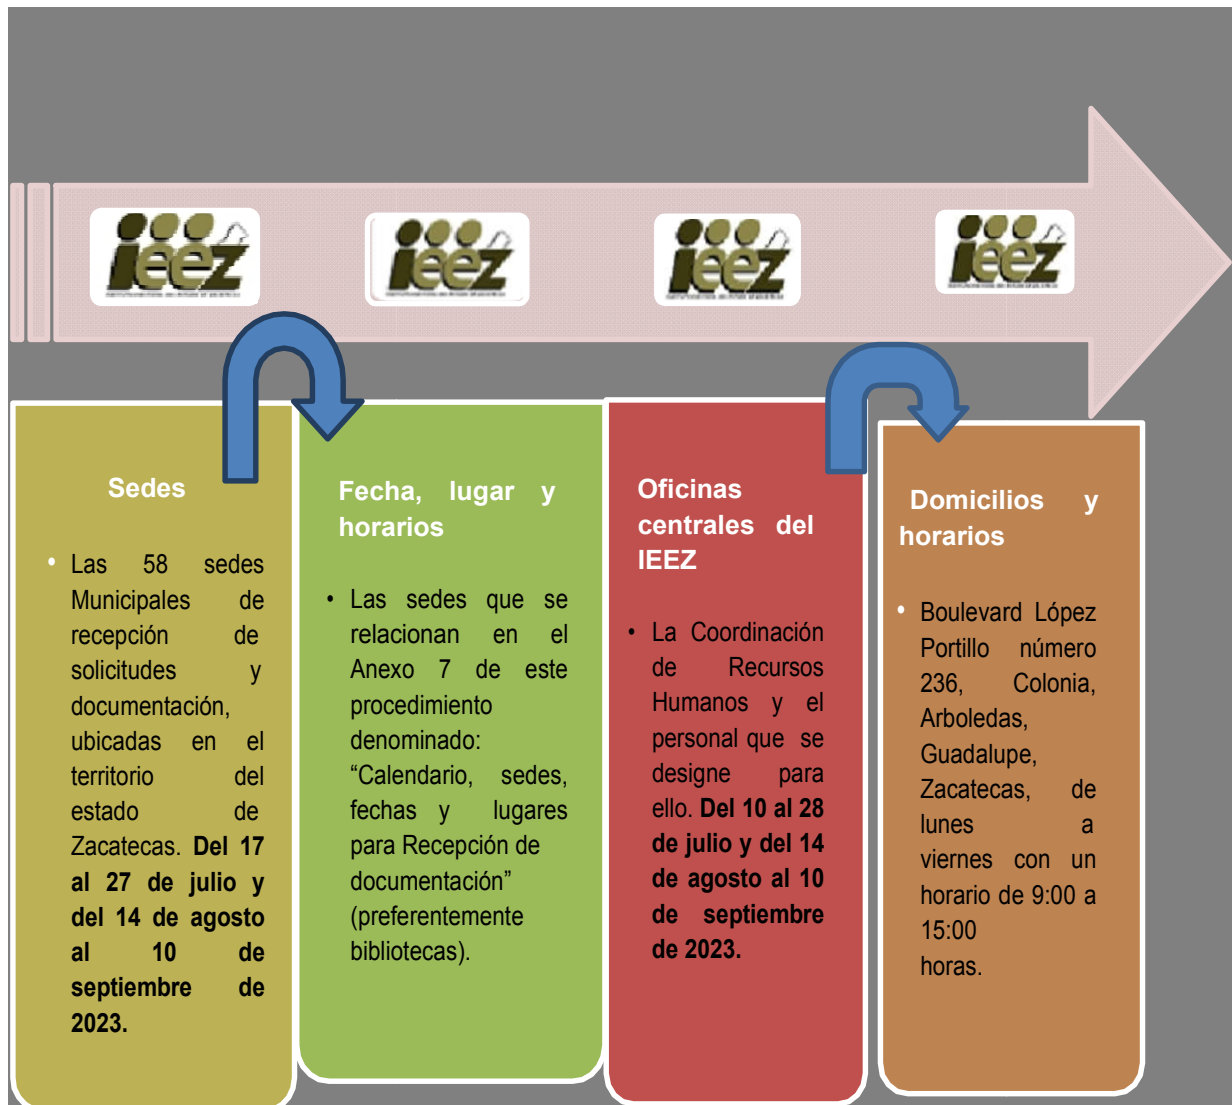 ieez
ieez
ieez
ieez
Sedes
• Las 58 sedes
Municipales de
recepción de
solicitudes y
documentación,
ubicadas en el
territorio del
estado de
Zacatecas. Del 17
al 27 de julio y
del 14 de agosto
al 10 de
septiembre de
2023.
Fecha, lugar y
horarios
• Las sedes que se
relacionan en el
Anexo 7 de este
procedimiento
denominado:
“Calendario, sedes,
fechas y lugares
para Recepción de
documentación”
(preferentemente
bibliotecas).
Oficinas
centrales del
IEEZ
• La Coordinación
de Recursos
Humanos y el
personal que se
designe para
ello. Del 10 al 28
de julio y del 14
de agosto al 10
de septiembre
de 2023.
Domicilios y
horarios
• Boulevard López
Portillo número
236, Colonia,
Arboledas,
Guadalupe,
Zacatecas, de
lunes a
viernes con un
horario de 9:00 a
15:00
horas.